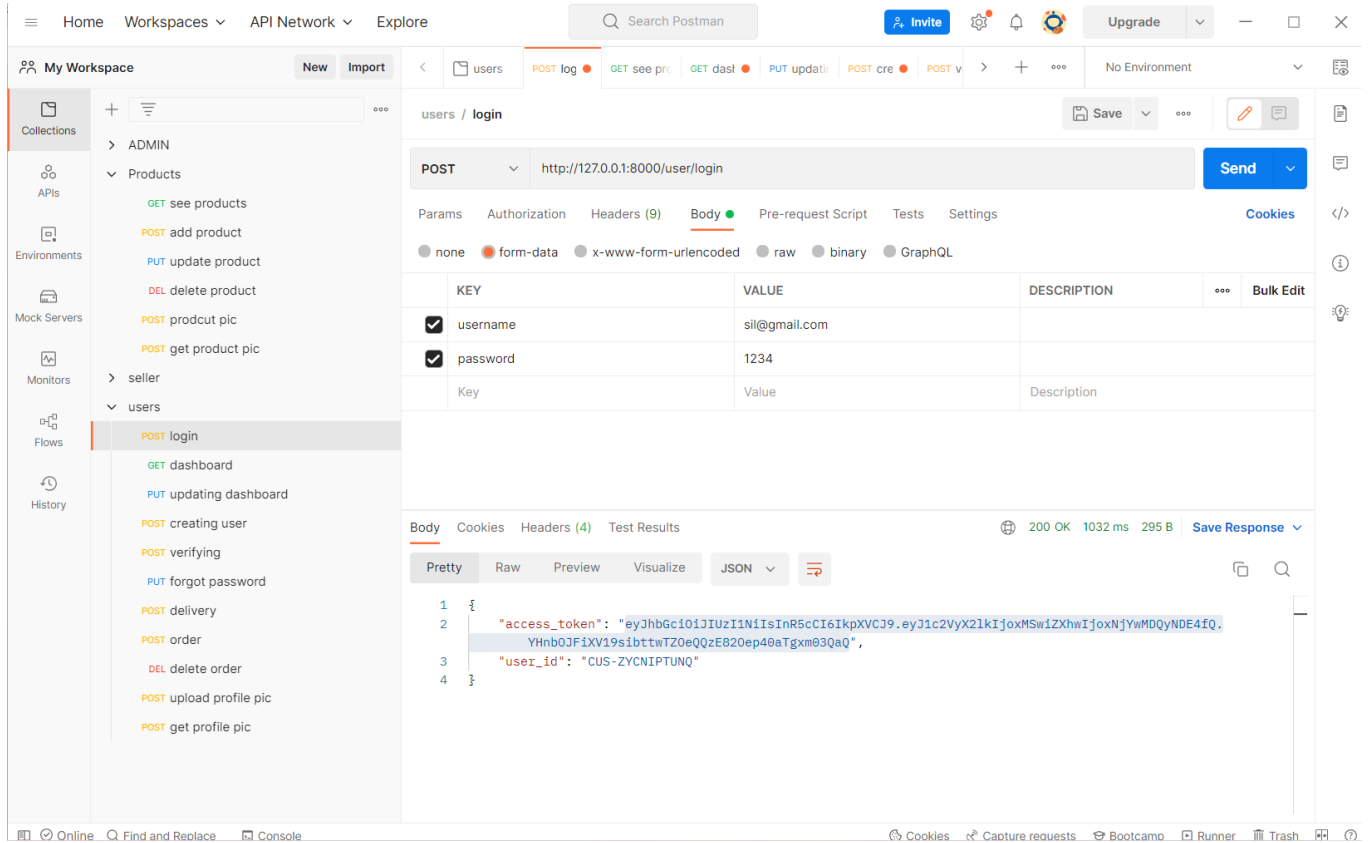 Home Workspaces API Network Explore Search Postman Invite Upgrade
My Workspace New Import users POST log GET see pro GET dasl PUT updati POST cre POST v No Environment
Collections
APIs
Environments
Mock Servers
Monitors
Flows
History
ADMIN
Products
GET see products
POST add product
PUT update product
DEL delete product
POST prodcut pic
POST get product pic
seller
users
POST login
GET dashboard
PUT updating dashboard
POST creating user
POST verifying
PUT forgot password
POST delivery
POST order
DEL delete order
POST upload profile pic
POST get profile pic
users / login Save
POST http://127.0.0.1:8000/user/login Send
Params Authorization Headers (9) Body Pre-request Script Tests Settings Cookies
none form-data x-www-form-urlencoded raw binary GraphQL
KEY VALUE DESCRIPTION Bulk Edit
username sil@gmail.com
password 1234
Key Value Description
Body Cookies Headers (4) Test Results 200 OK 1032 ms 295 B Save Response
Pretty Raw Preview Visualize JSON
1 {
2 "access_token": "eyJhbGciOiJIUzI1NiIsInR5cCI6IkpXVCJ9.eyJ1c2VyX2lkIjoxMSwiZXhwIjoxNjYwMDQyNDE4fQ.
YHnbOJFiXV19sibttwTZOeQQzE82Oep40aTgxm03QaQ",
3 "user_id": "CUS-ZYCNIPTUNQ"
4 }
Online Find and Replace Console Cookies Capture requests Bootcamp Runner Trash